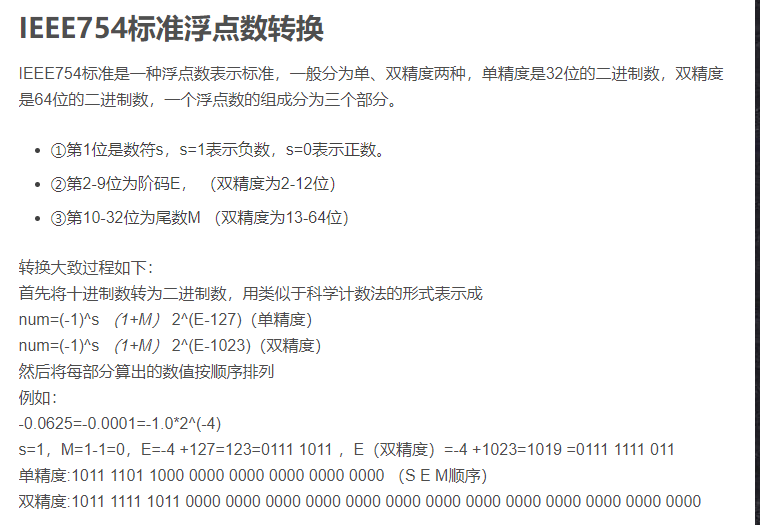 IEEE754标准浮点数转换
IEEE754标准是一种浮点数表示标准，一般分为单、双精度两种，单精度是32位的二进制数，双精度
是64位的二进制数，一个浮点数的组成分为三个部分。
• ①第1位是数符s，s=1表示负数，s=0表示正数。
• ②第2-9位为阶码E， （双精度为2-12位）
• ③第10-32位为尾数M （双精度为13-64位）
转换大致过程如下：
首先将十进制数转为二进制数，用类似于科学计数法的形式表示成
num=(-1)^s （1+M） 2^(E-127)（单精度）
num=(-1)^s （1+M） 2^(E-1023)（双精度）
然后将每部分算出的数值按顺序排列
例如：
-0.0625=-0.0001=-1.0*2^(-4)
s=1，M=1-1=0，E=-4 +127=123=0111 1011 ，E（双精度）=-4 +1023=1019 =0111 1111 011
单精度:1011 1101 1000 0000 0000 0000 0000 0000 （S E M顺序）
双精度:1011 1111 1011 0000 0000 0000 0000 0000 0000 0000 0000 0000 0000 0000 0000 0000